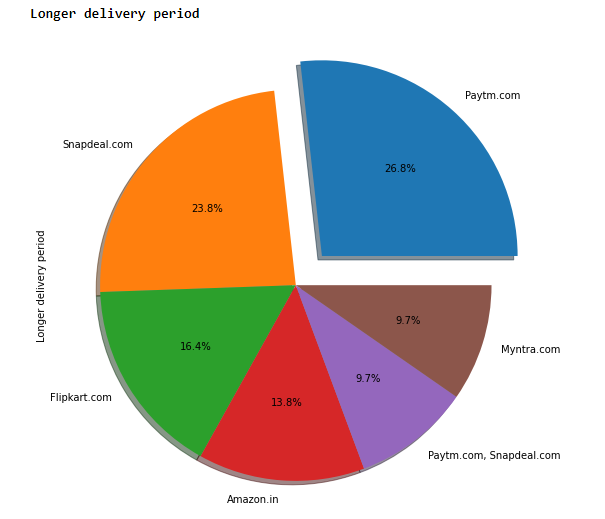 Longer delivery period
Paytm.com
26.8%
Snapdeal.com
23.8%
Longer delivery period
Flipkart.com
16.4%
Amazon.in
13.8%
Paytm.com, Snapdeal.com
9.7%
Myntra.com
9.7%